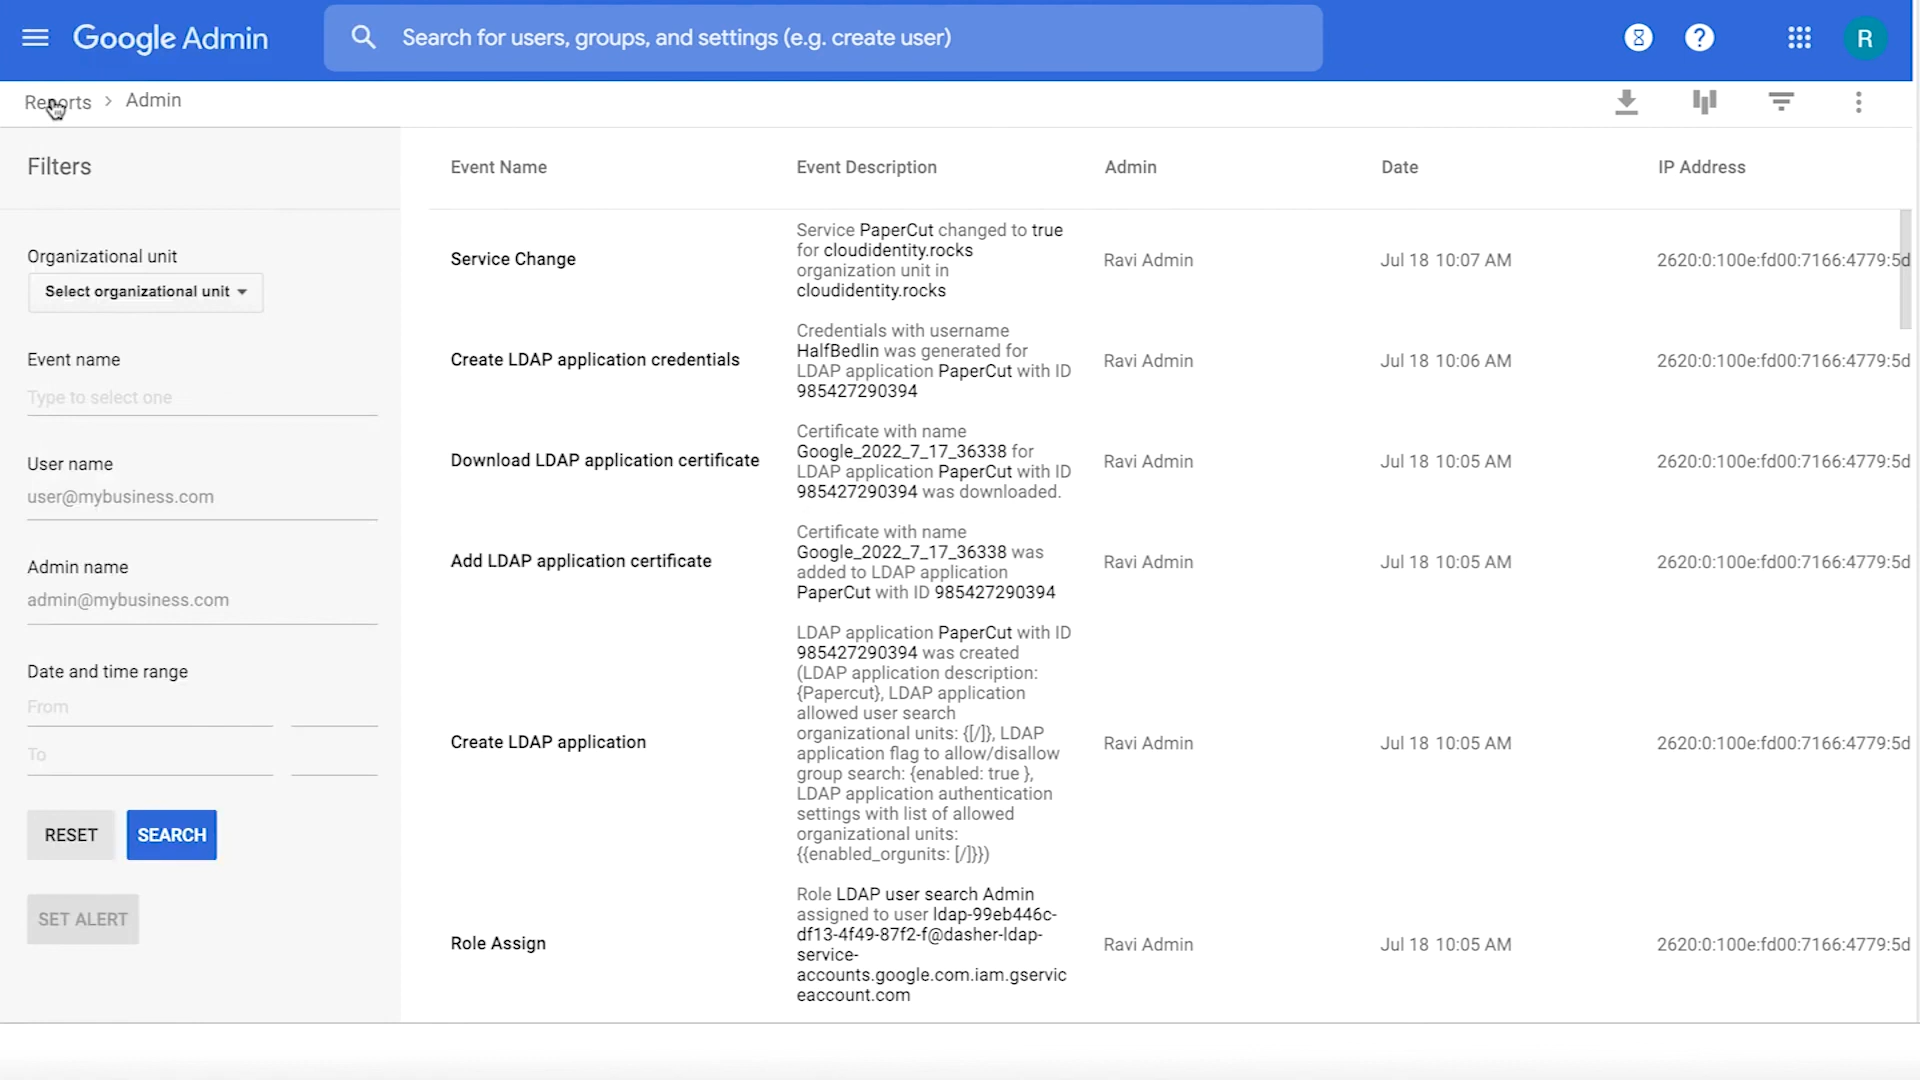 Google Admin
Search for users, groups, and settings (e.g. create user)
R
Reports > Admin
Filters
Organizational unit
Select organizational unit
Event name
Type to select one
User name
user@mybusiness.com
Admin name
admin@mybusiness.com
Date and time range
From
To
RESET
SEARCH
SET ALERT
Event Name
Event Description
Admin
Date
IP Address
Service Change
Service PaperCut changed to true
for cloudidentity.rocks
organization unit in
cloudidentity.rocks
Ravi Admin
Jul 18 10:07 AM
2620:0:100e:fd00:7166:4779:5d
Create LDAP application credentials
Credentials with username
HalfBedlin was generated for
LDAP application PaperCut with ID
985427290394
Ravi Admin
Jul 18 10:06 AM
2620:0:100e:fd00:7166:4779:5d
Download LDAP application certificate
Certificate with name
Google_2022_7_17_36338 for
LDAP application PaperCut with ID
985427290394 was downloaded.
Ravi Admin
Jul 18 10:05 AM
2620:0:100e:fd00:7166:4779:5d
Add LDAP application certificate
Certificate with name
Google_2022_7_17_36338 was
added to LDAP application
PaperCut with ID 985427290394
Ravi Admin
Jul 18 10:05 AM
2620:0:100e:fd00:7166:4779:5d
Create LDAP application
LDAP application PaperCut with ID
985427290394 was created
(LDAP application description:
{Papercut}, LDAP application
allowed user search
organizational units: {[/]}, LDAP
application flag to allow/disallow
group search: {enabled: true },
LDAP application authentication
settings with list of allowed
organizational units:
{{enabled_orgunits: [/]}})
Ravi Admin
Jul 18 10:05 AM
2620:0:100e:fd00:7166:4779:5d
Role Assign
Role LDAP user search Admin
assigned to user ldap-99eb446c-
df13-4f49-87f2-f@dasher-ldap-
service-
accounts.google.com.iam.gservic
eaccount.com
Ravi Admin
Jul 18 10:05 AM
2620:0:100e:fd00:7166:4779:5d